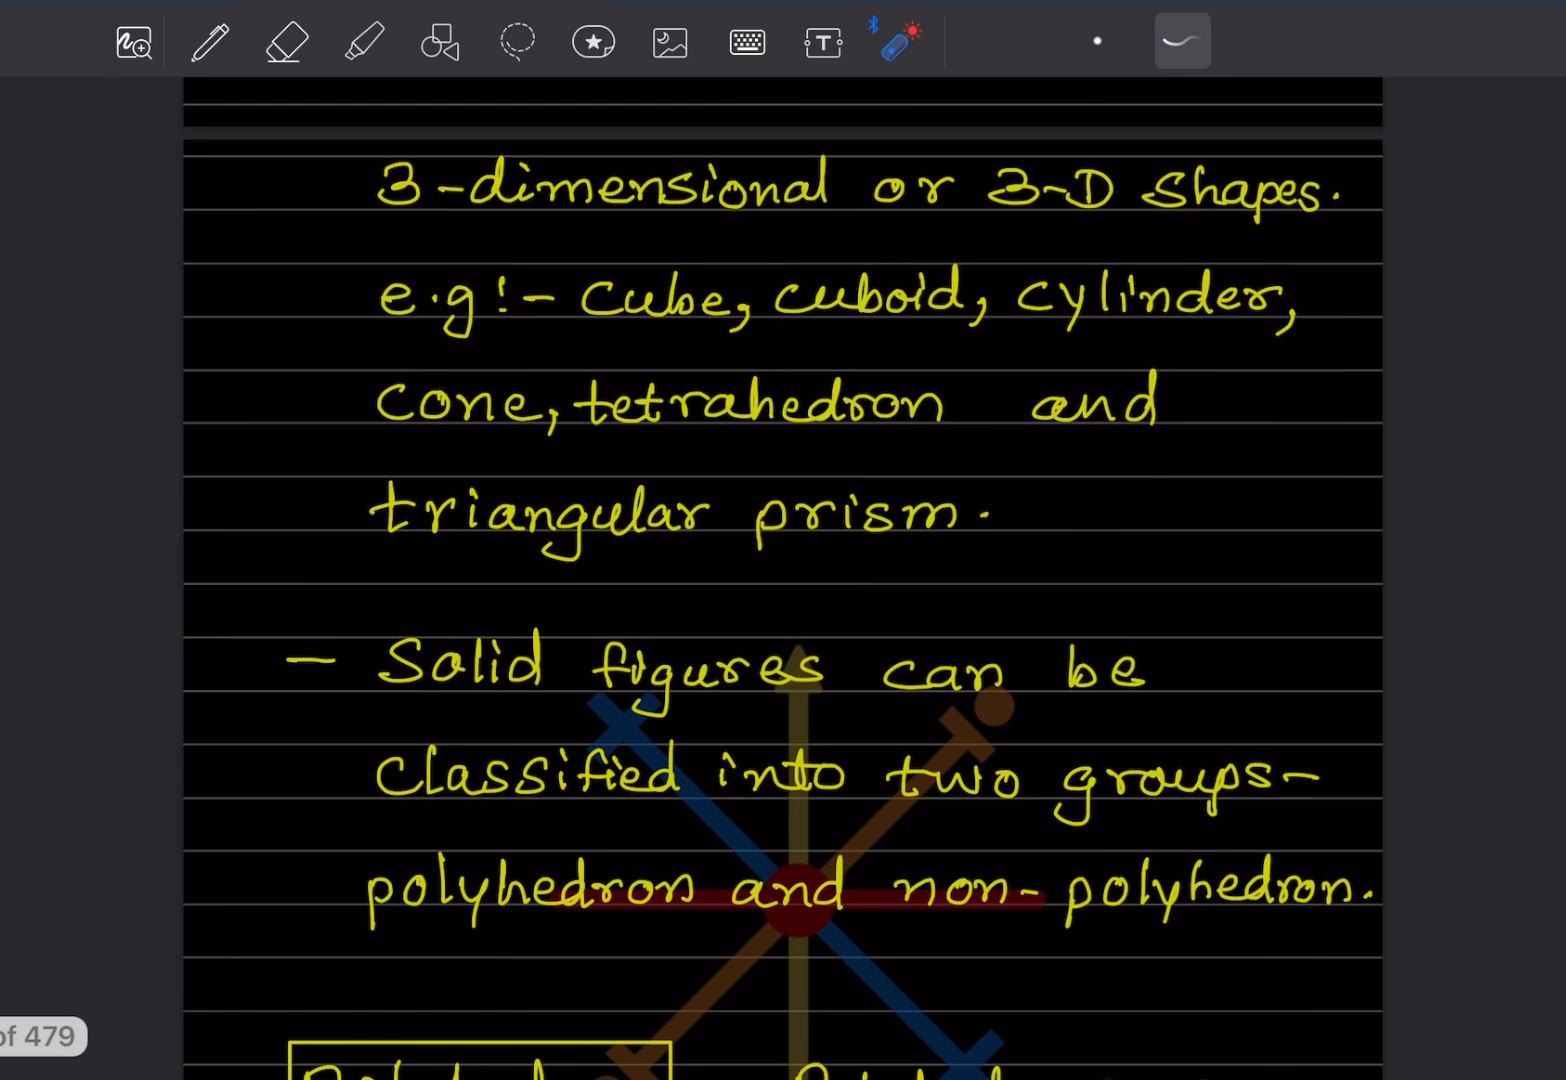 3-dimensional or 3-D shapes.
e.g:- Cube, cuboid, cylinder,
cone, tetrahedron and
triangular prism.
- Solid figures can be
classified into two groups-
polyhedron and non-polyhedron.
of 479